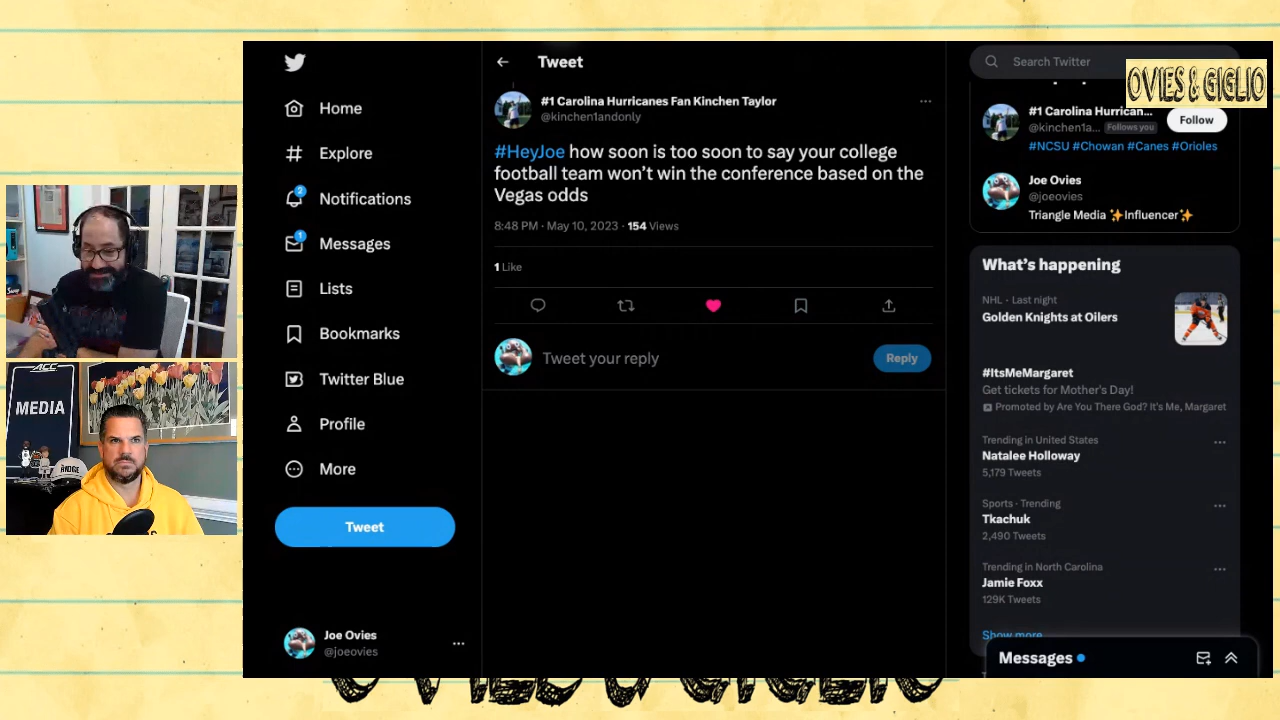 Home
Explore
2
Notifications
1
Messages
Lists
Bookmarks
Twitter Blue
Profile
More
Tweet
Joe Ovies
@joeovies
Tweet
#1 Carolina Hurricanes Fan Kinchen Taylor
@kinchen1andonly
#HeyJoe how soon is too soon to say your college
football team won’t win the conference based on the
Vegas odds
8:48 PM · May 10, 2023 · 154 Views
1 Like
Tweet your reply
Reply
Search Twitter
OVIES & GIGLIO
#1 Carolina Hurrican...
@kinchen1a... Follows you
Follow
#NCSU #Chowan #Canes #Orioles
Joe Ovies
@joeovies
Triangle Media ✨Influencer✨
What’s happening
NHL · Last night
Golden Knights at Oilers
#ItsMeMargaret
Get tickets for Mother’s Day!
Promoted by Are You There God? It’s Me, Margaret
Trending in United States
Natalee Holloway
5,179 Tweets
Sports · Trending
Tkachuk
2,490 Tweets
Trending in North Carolina
Jamie Foxx
129K Tweets
Show more
Messages
ACC
MEDIA
OVIES & GIGLIO